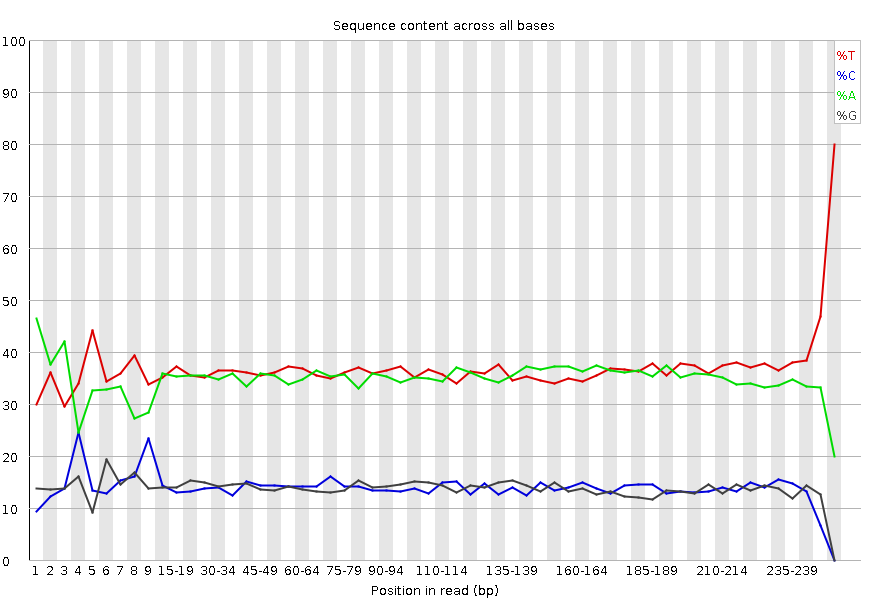 Sequence content across all bases
100
90
80
70
60
50
40
30
20
10
0
%T
%C
%A
%G
1 2 3 4 5 6 7 8 9 15-19 30-34 45-49 60-64 75-79 90-94 110-114 135-139 160-164 185-189 210-214 235-239
Position in read (bp)